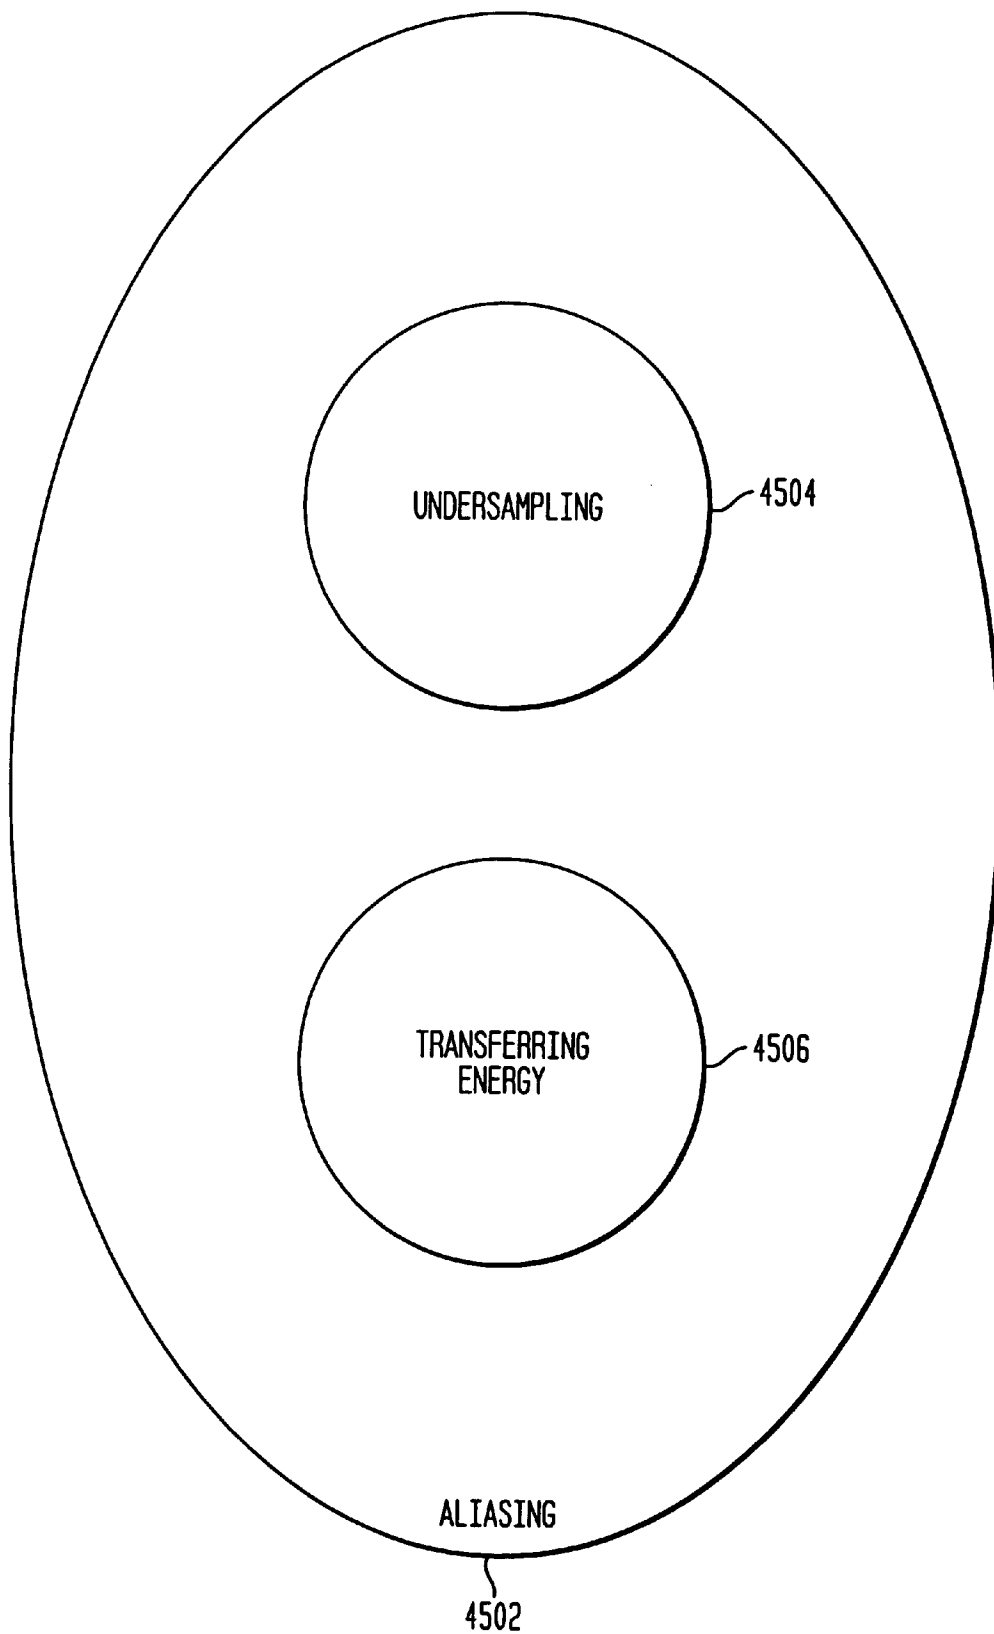 UNDERSAMPLING
4504
TRANSFERRING
ENERGY
4506
ALIASING
4502